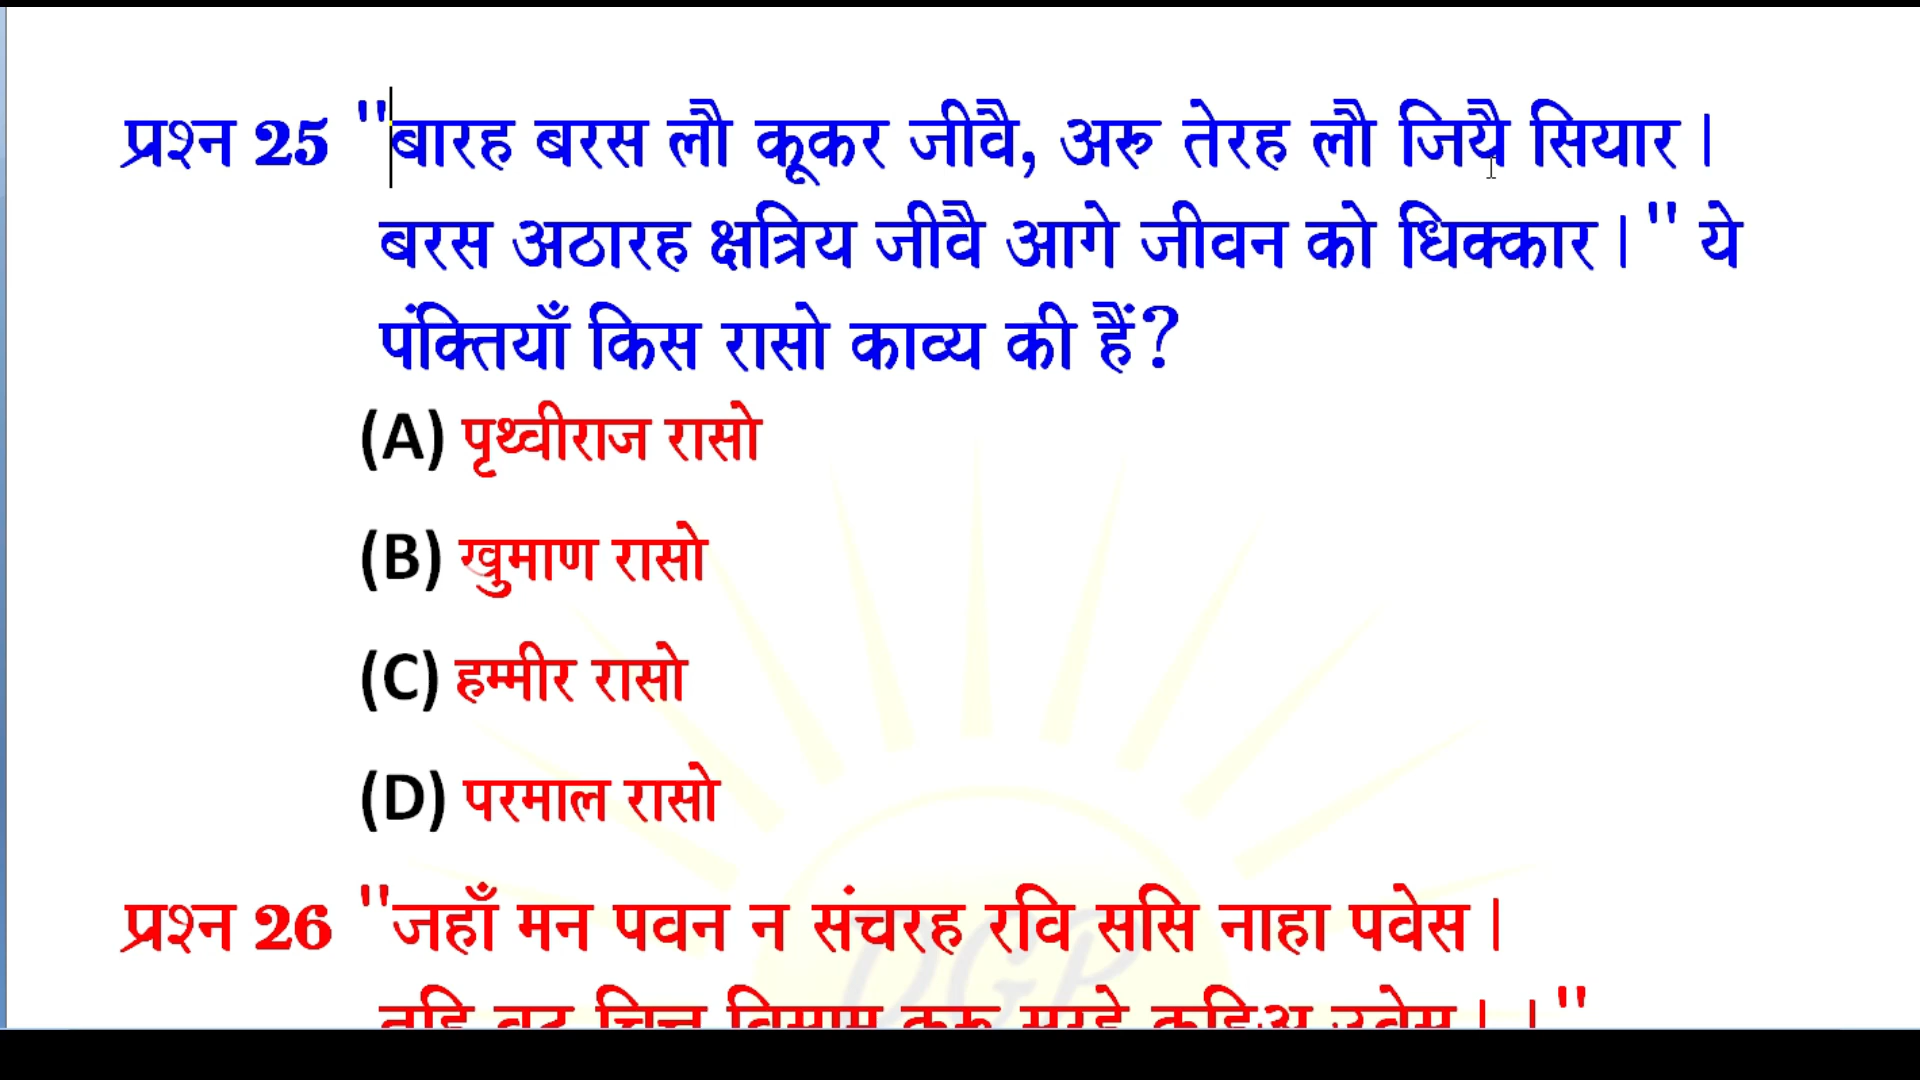 प्रश्न 25 "बारह बरस लौ कूकर जीवै, अरु तेरह लौ जियै सियार।
बरस अठारह क्षत्रिय जीवै आगे जीवन को धिक्कार।" ये
पंक्तियाँ किस रासो काव्य की हैं?
(A) पृथ्वीराज रासो
(B) खुमाण रासो
(C) हम्मीर रासो
(D) परमाल रासो
प्रश्न 26 "जहाँ मन पवन न संचरह रवि ससि नाहा पवेस।
DGP